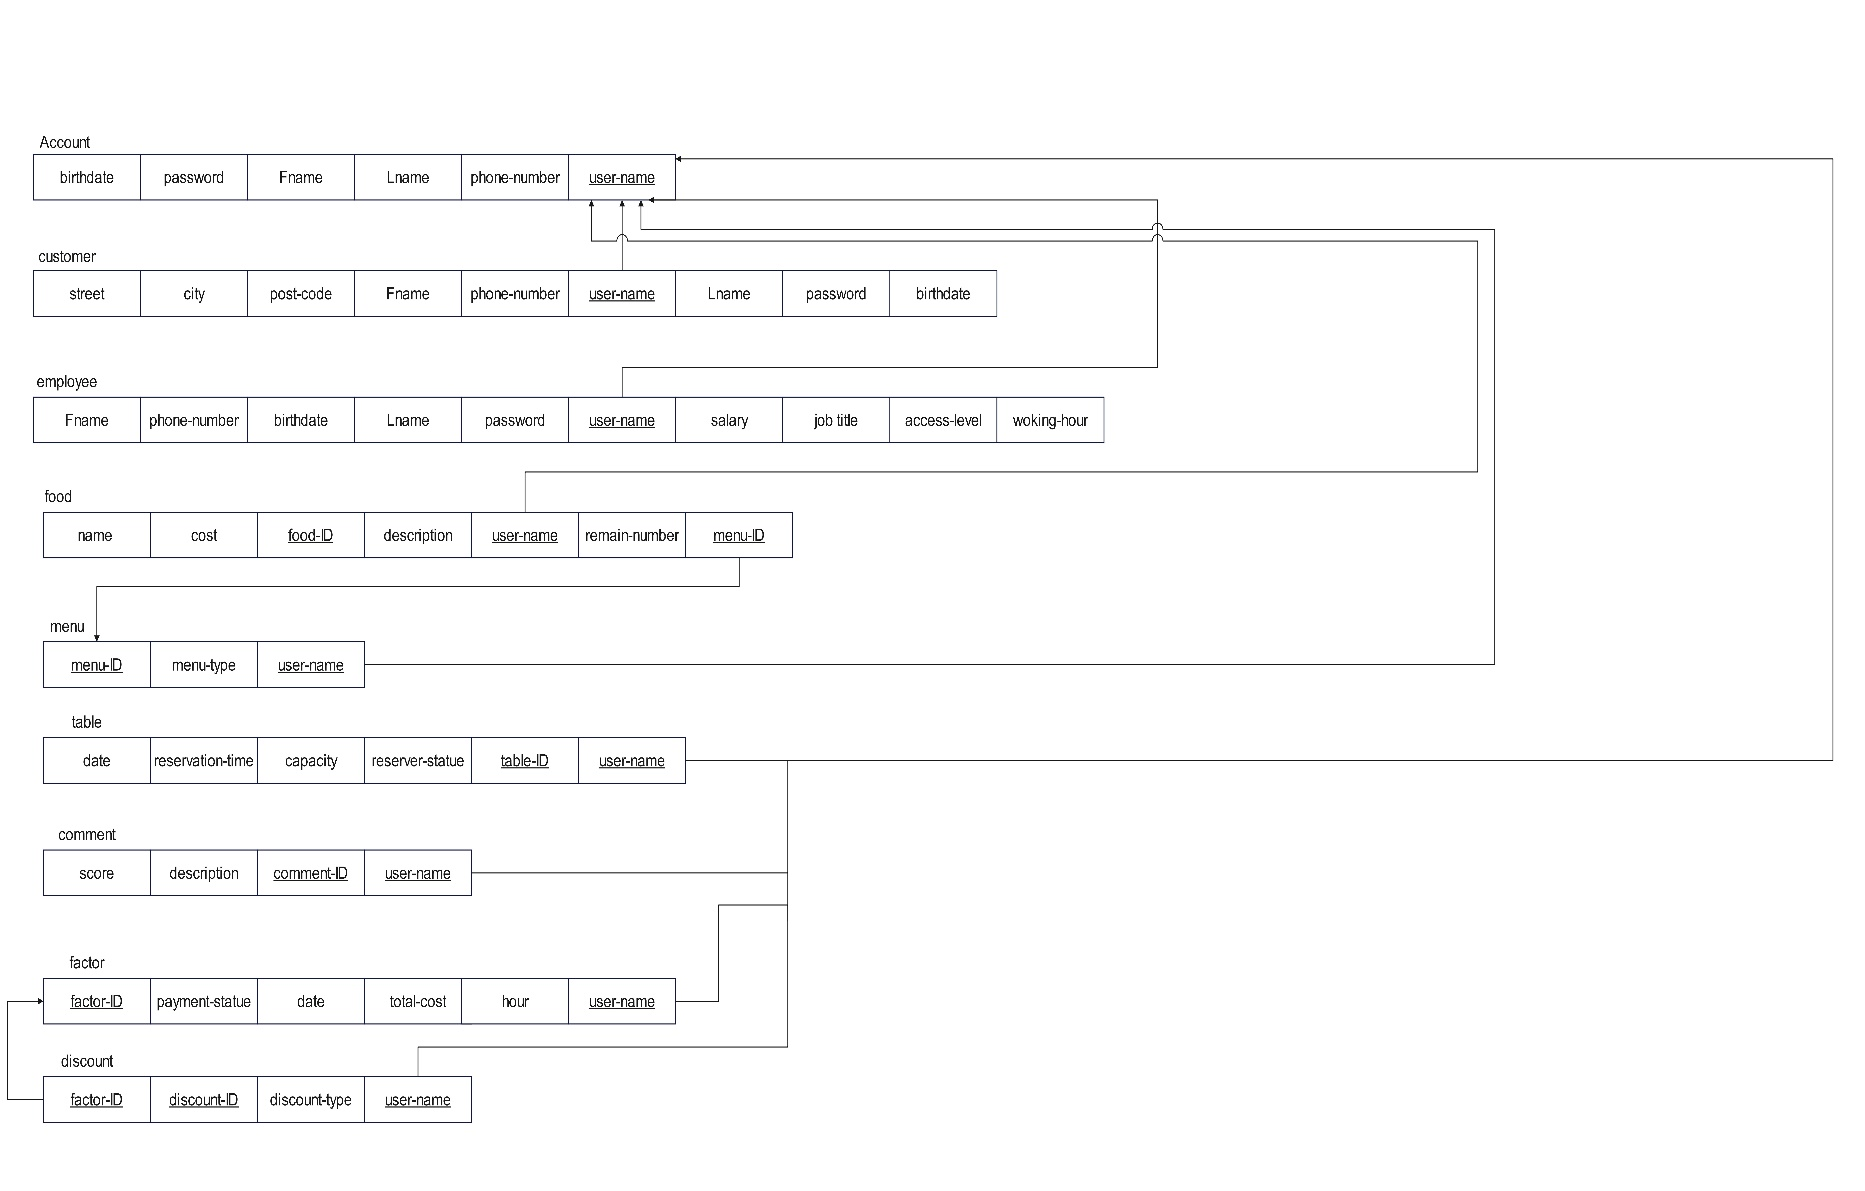 Account
birthdate password Fname Lname phone-number user-name
customer
street city post-code Fname phone-number user-name Lname password birthdate
employee
Fname phone-number birthdate Lname password user-name salary job title access-level woking-hour
food
name cost food-ID description user-name remain-number menu-ID
menu
menu-ID menu-type user-name
table
date reservation-time capacity reserver-statue table-ID user-name
comment
score description comment-ID user-name
factor
factor-ID payment-statue date total-cost hour user-name
discount
factor-ID discount-ID discount-type user-name